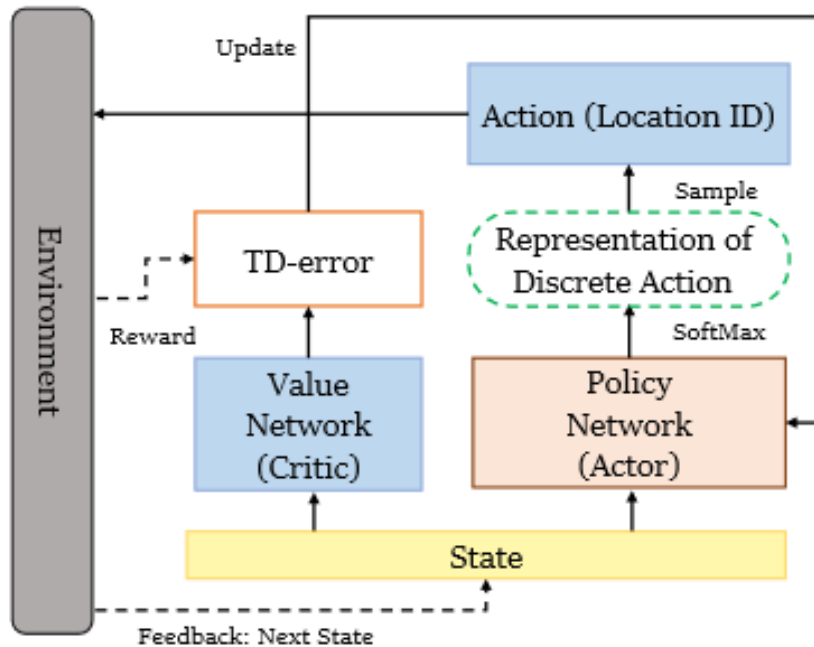 Update
Action (Location ID)
Sample
Environment
TD-error
Representation of
Discrete Action
Reward
SoftMax
Value
Network
(Critic)
Policy
Network
(Actor)
State
Feedback: Next State